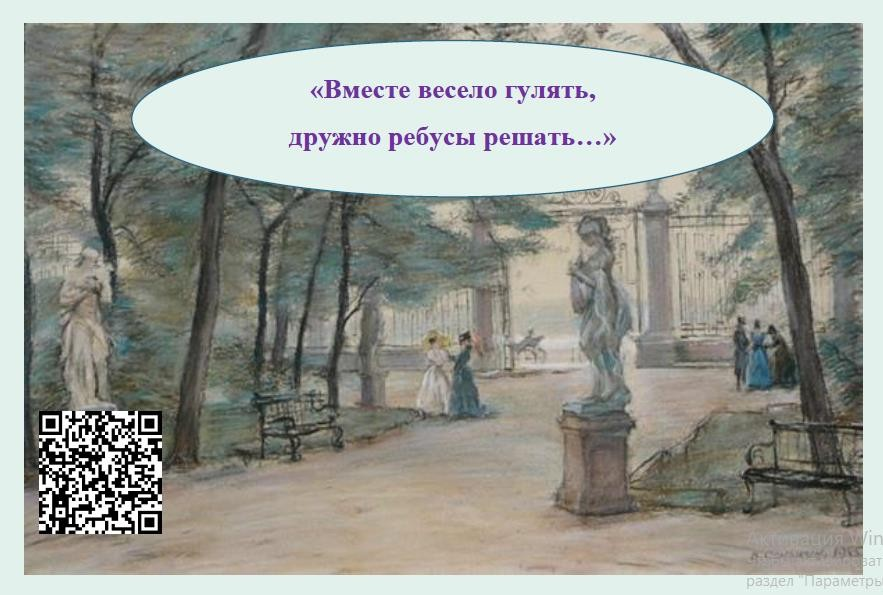 «Вместе весело гулять,
дружно ребусы решать…»
Активация Win
раздел "Параметры